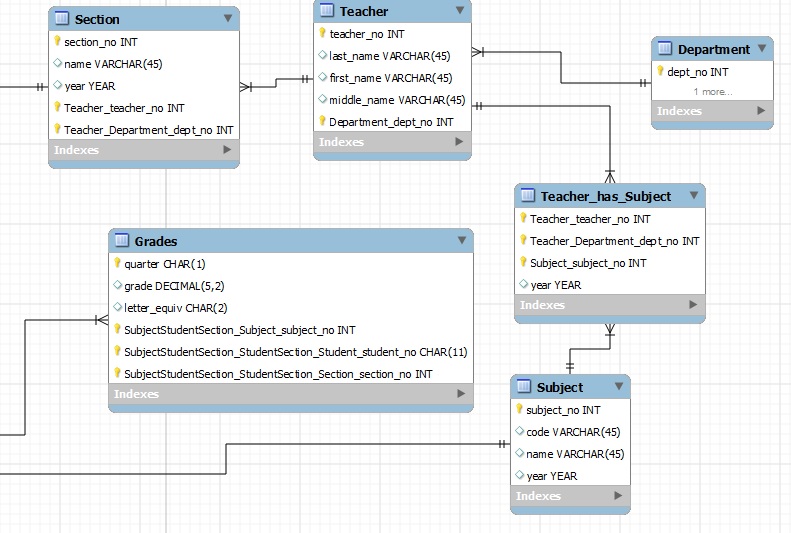 Section
section_no INT
name VARCHAR(45)
year YEAR
Teacher_teacher_no INT
Teacher_Department_dept_no INT
Indexes
Teacher
teacher_no INT
last_name VARCHAR(45)
first_name VARCHAR(45)
middle_name VARCHAR(45)
Department_dept_no INT
Indexes
Department
dept_no INT
1 more...
Indexes
Teacher_has_Subject
Teacher_teacher_no INT
Teacher_Department_dept_no INT
Subject_subject_no INT
year YEAR
Indexes
Grades
quarter CHAR(1)
grade DECIMAL(5,2)
letter_equiv CHAR(2)
SubjectStudentSection_Subject_subject_no INT
SubjectStudentSection_StudentSection_Student_student_no CHAR(11)
SubjectStudentSection_StudentSection_Section_section_no INT
Indexes
Subject
subject_no INT
code VARCHAR(45)
name VARCHAR(45)
year YEAR
Indexes